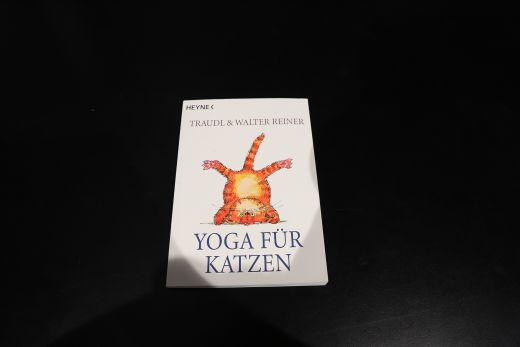 HEYNE <
TRAUDL & WALTER REINER
YOGA FÜR
KATZEN